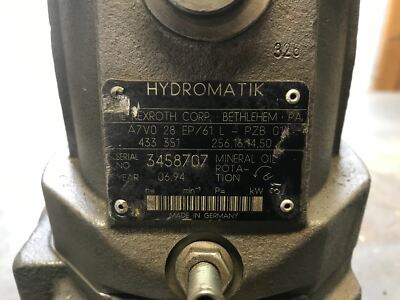 328
HYDROMATIK
REXROTH CORP. BETHLEHEM PA
A7VO 28 EP/61 L - PZB 01
433 351 256.16.14.50
SERIAL NO 3458707 MINERAL OIL
YEAR 06.94 ROTA-TION
n= min⁻¹ P= kW
MADE IN GERMANY